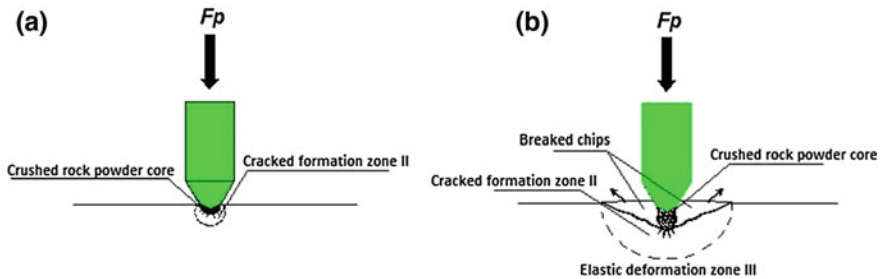 (a)
Fp
Crushed rock powder core
Cracked formation zone II
(b)
Fp
Breaked chips
Crushed rock powder core
Cracked formation zone II
Elastic deformation zone III